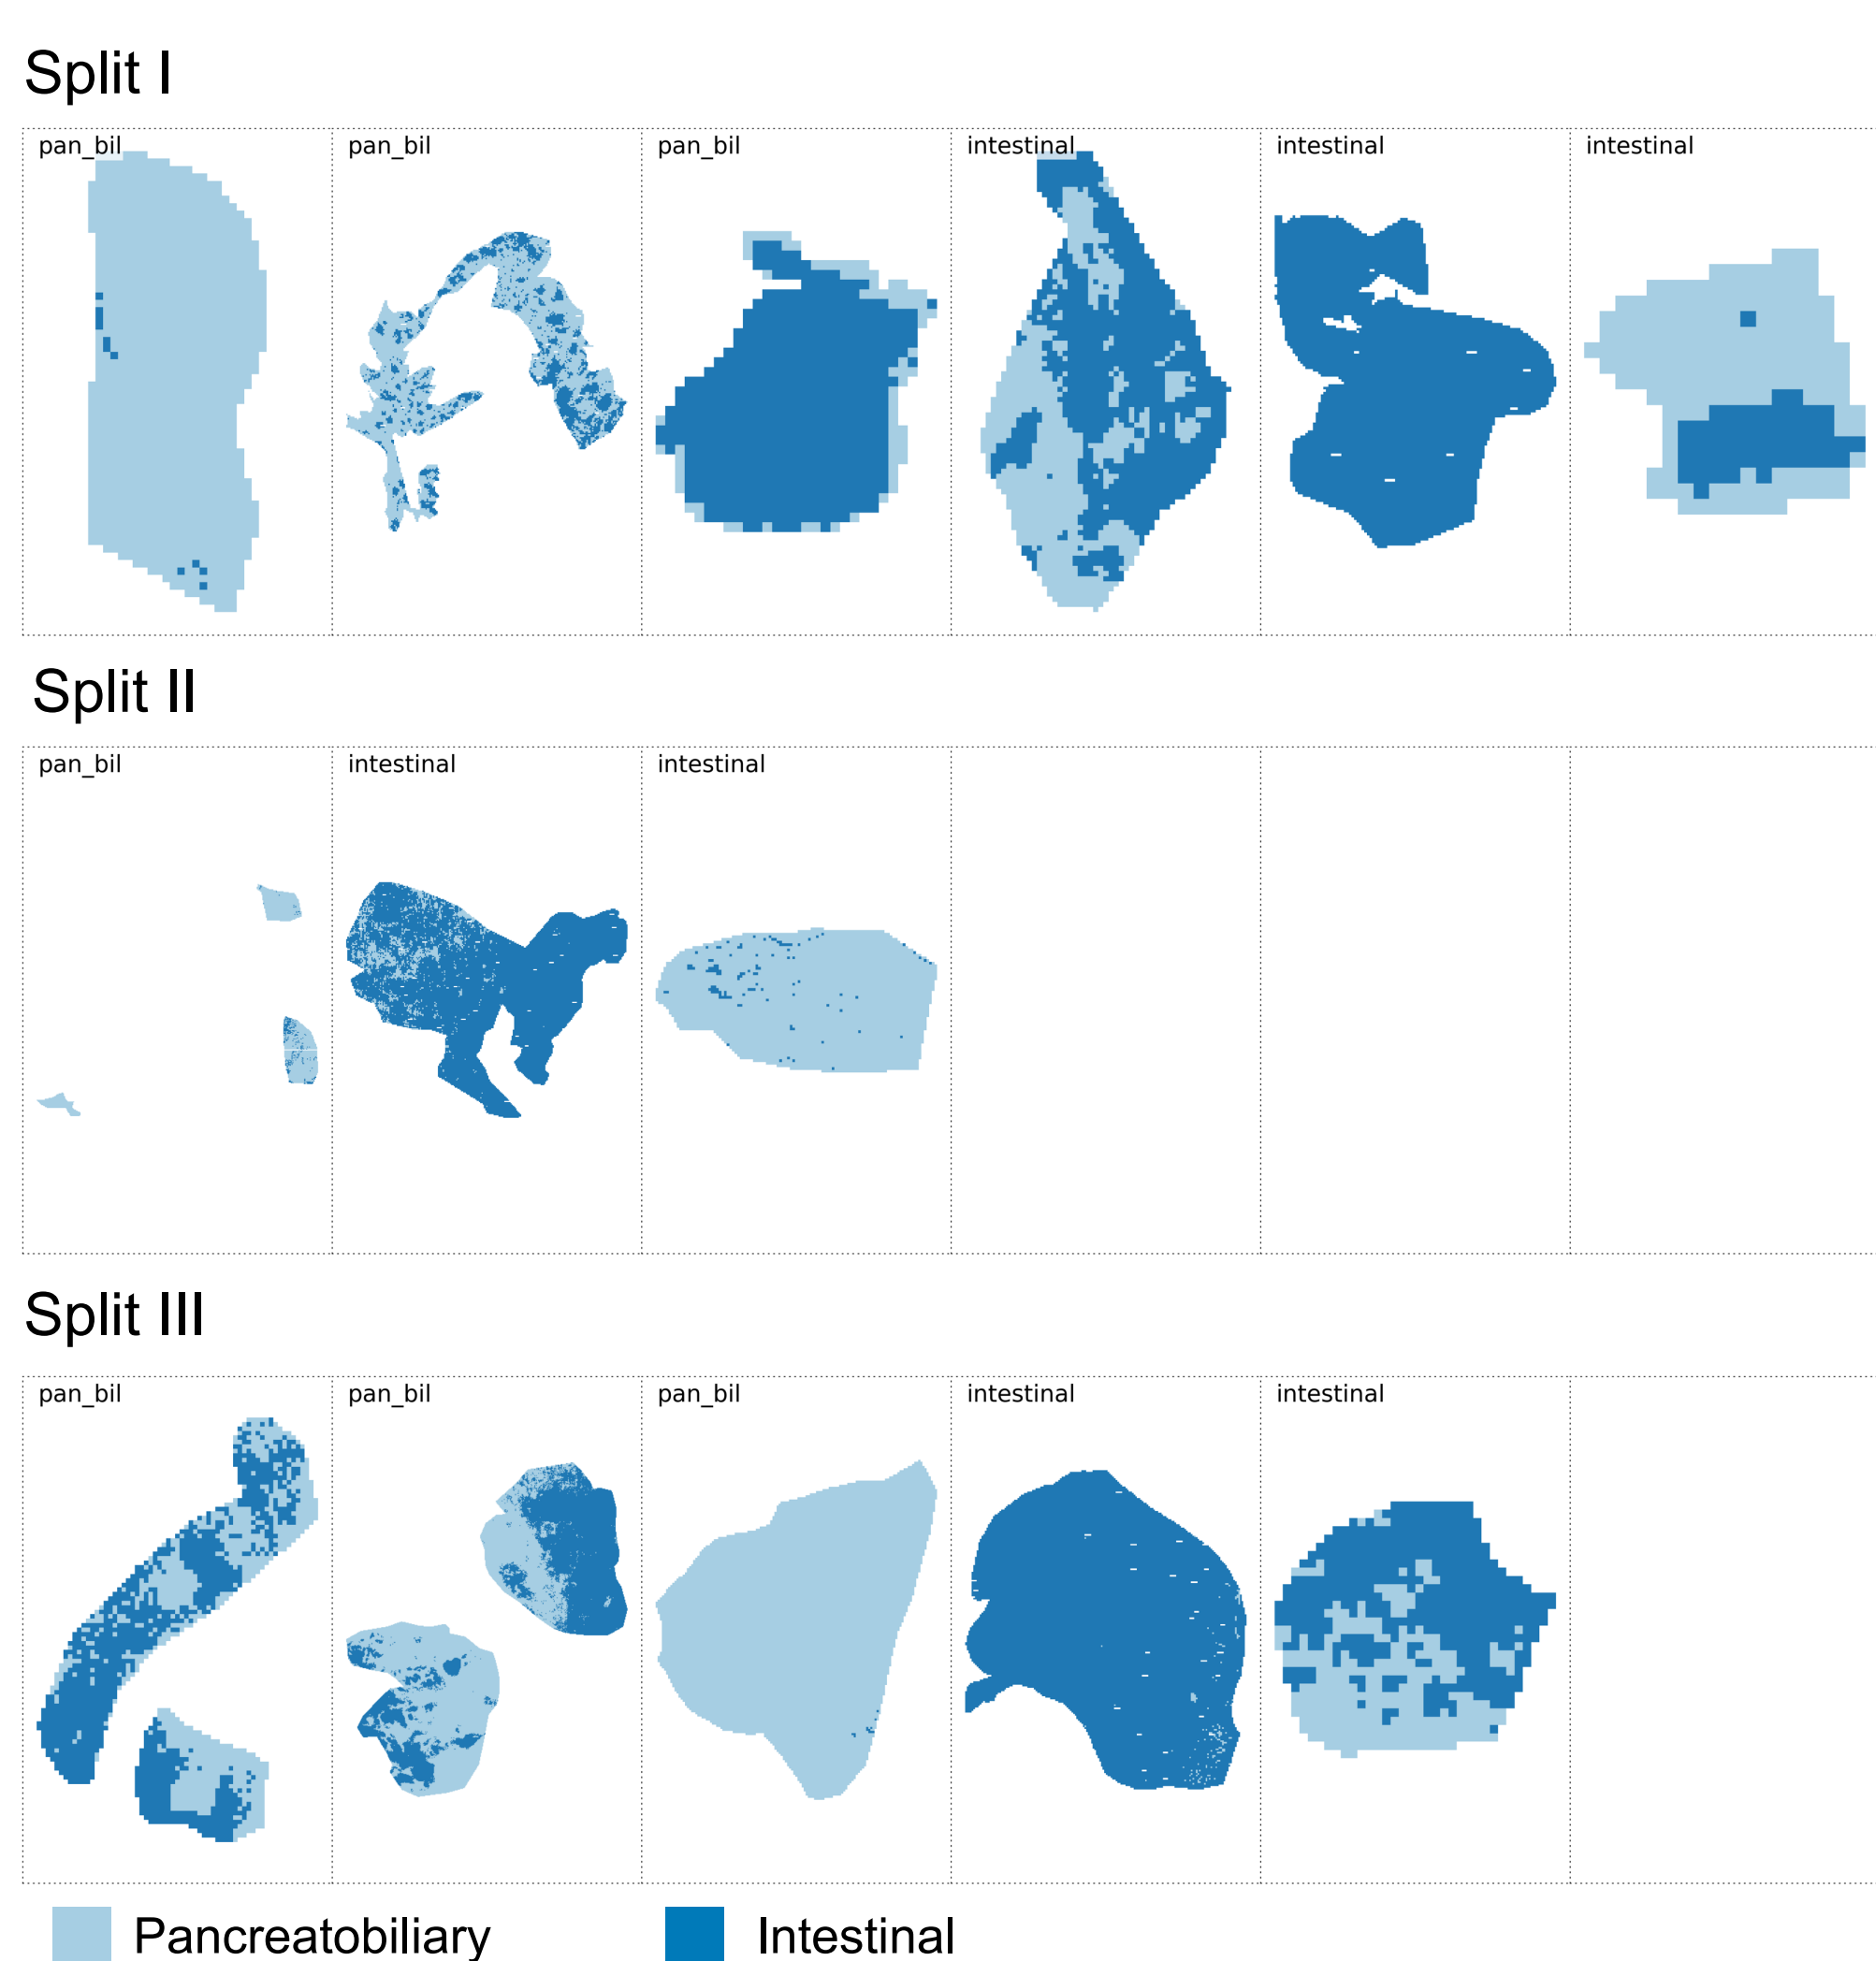 Split I
pan_bil pan_bil pan_bil intestinal intestinal intestinal
Split II
pan_bil intestinal intestinal
Split III
pan_bil pan_bil pan_bil intestinal intestinal
Pancreatobiliary Intestinal